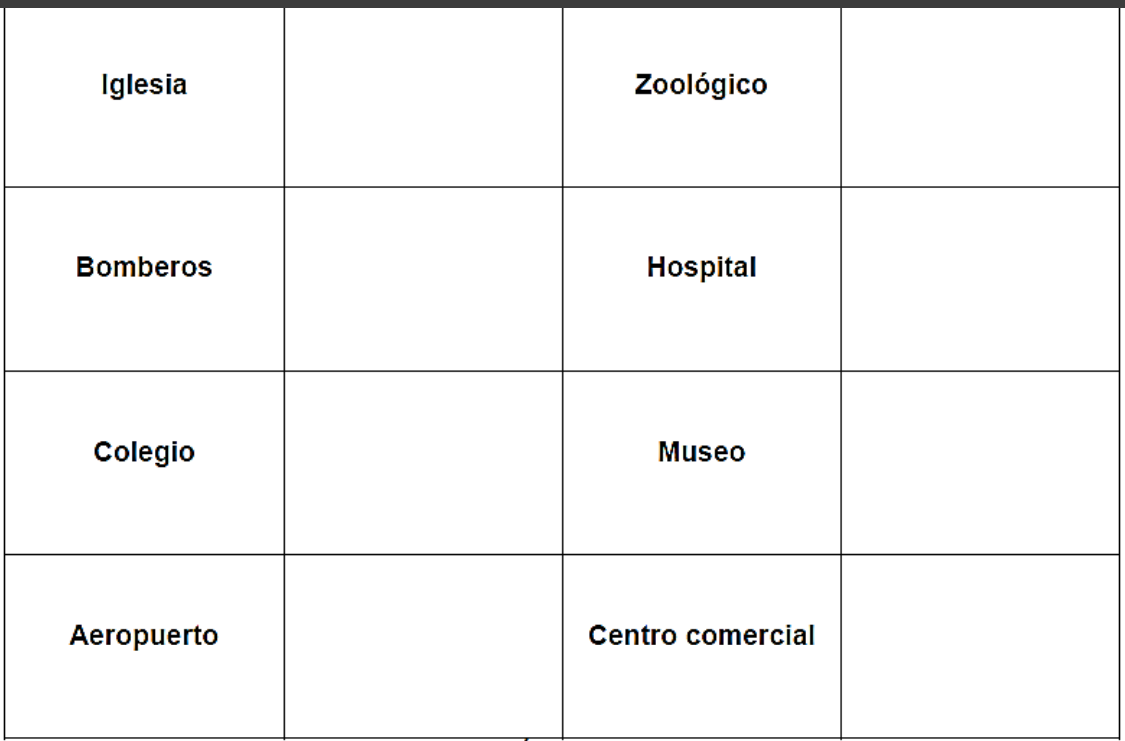 Iglesia
Zoológico
Bomberos
Hospital
Colegio
Museo
Aeropuerto
Centro comercial